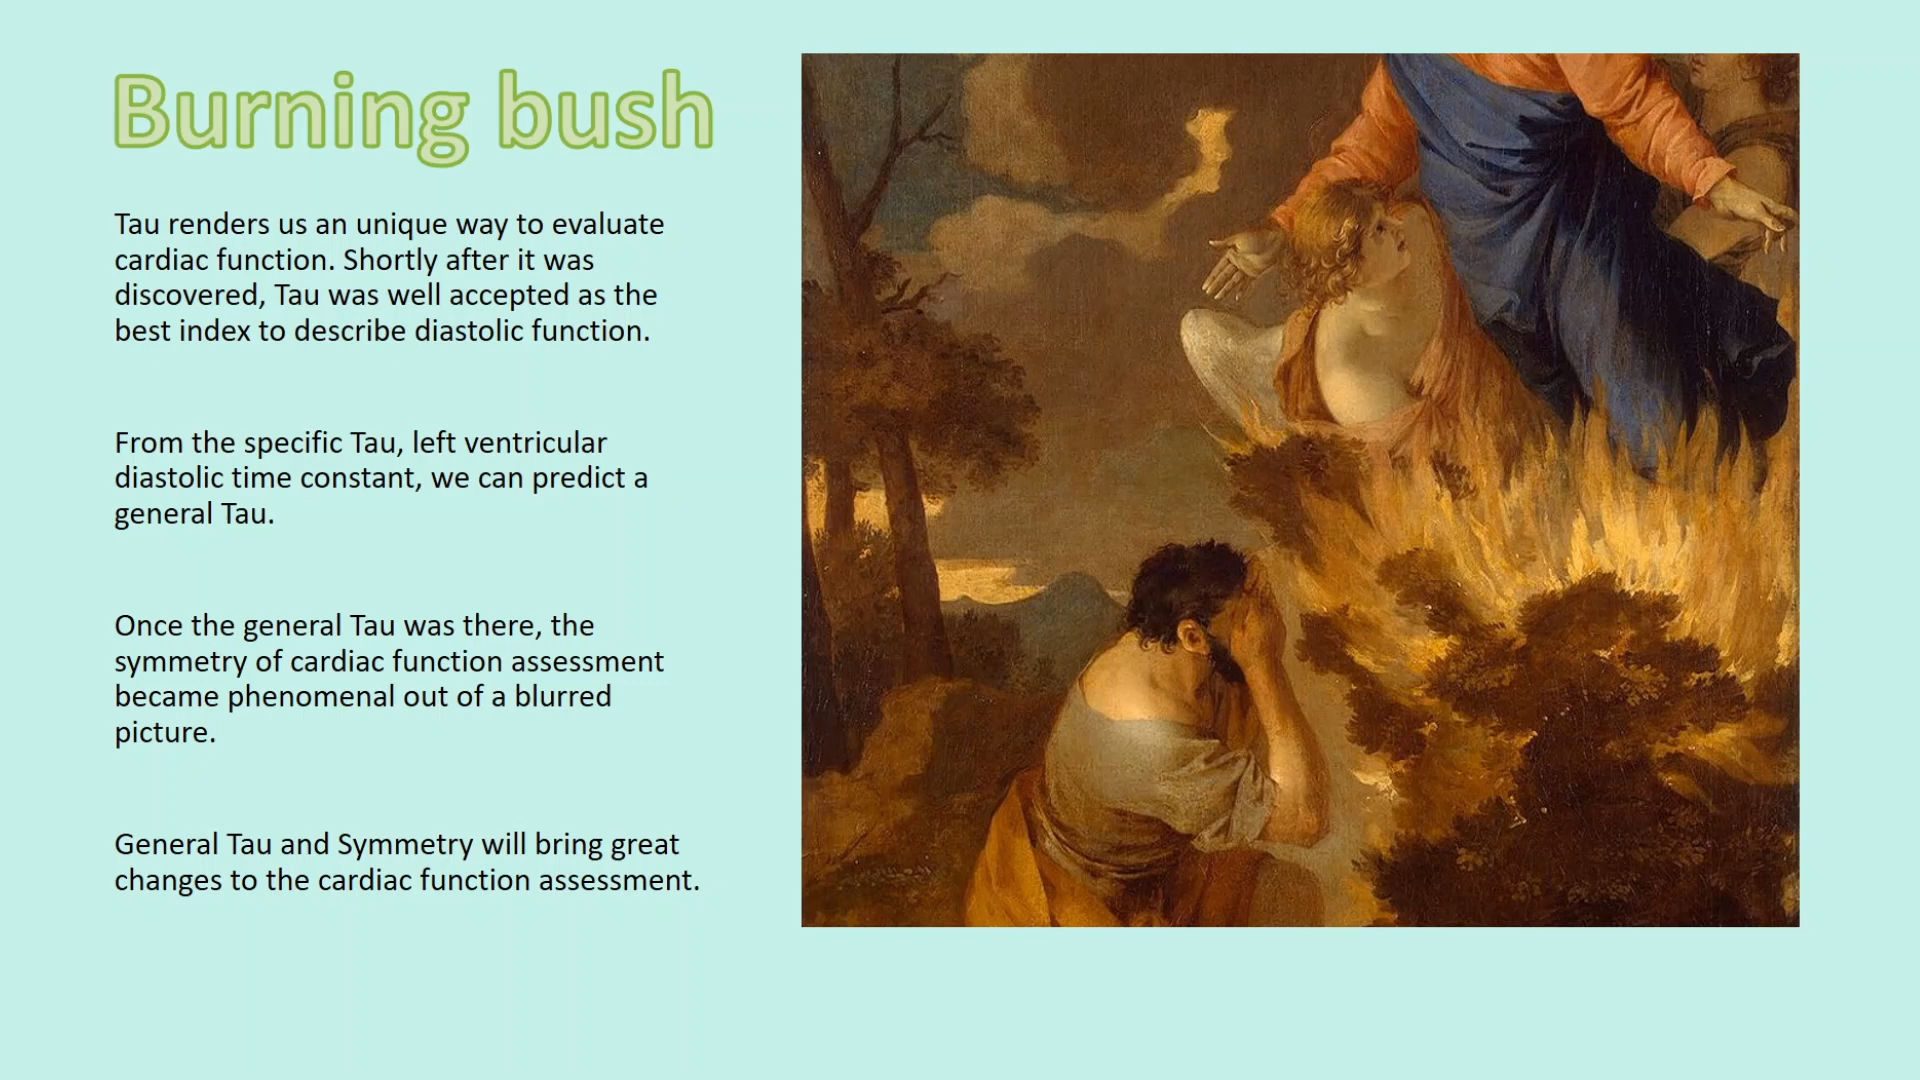 Burning bush
Tau renders us an unique way to evaluate
cardiac function. Shortly after it was
discovered, Tau was well accepted as the
best index to describe diastolic function.
From the specific Tau, left ventricular
diastolic time constant, we can predict a
general Tau.
Once the general Tau was there, the
symmetry of cardiac function assessment
became phenomenal out of a blurred
picture.
General Tau and Symmetry will bring great
changes to the cardiac function assessment.